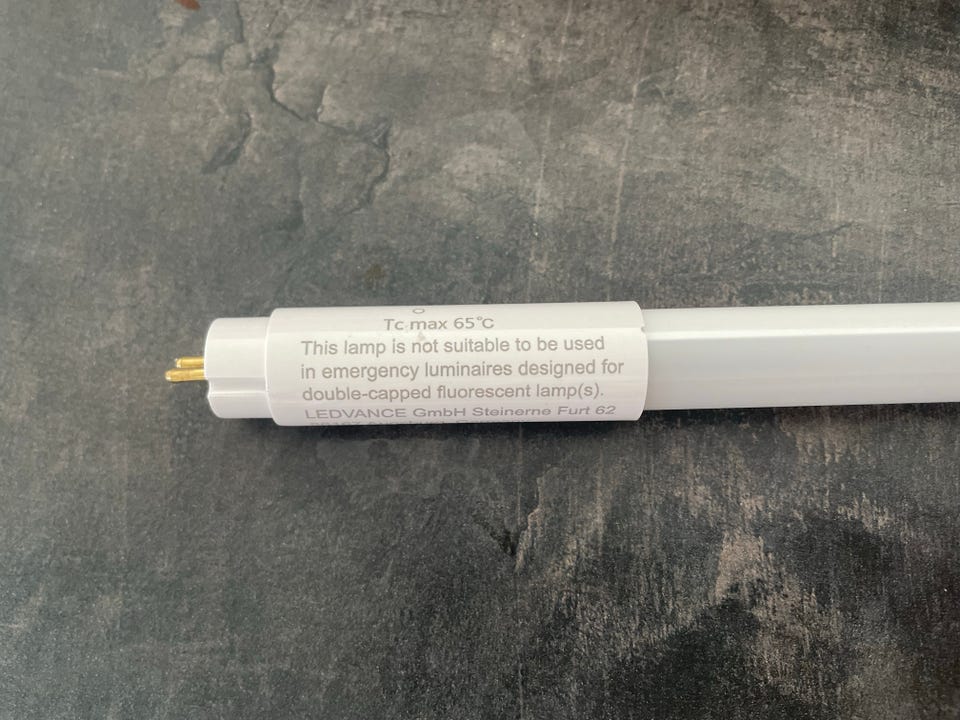 Tc max 65°C
This lamp is not suitable to be used
in emergency luminaires designed for
double-capped fluorescent lamp(s).
LEDVANCE GmbH Steinerne Furt 62